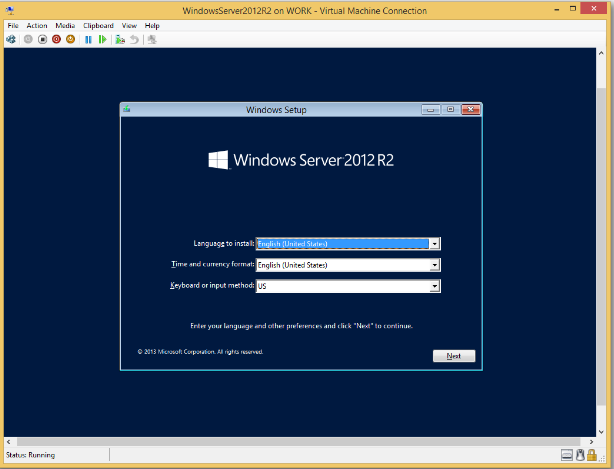 WindowsServer2012R2 on WORK - Virtual Machine Connection
File Action Media Clipboard View Help
Windows Setup
Windows Server 2012 R2
Language to install: English (United States)
Time and currency format: English (United States)
Keyboard or input method: US
Enter your language and other preferences and click "Next" to continue.
© 2013 Microsoft Corporation. All rights reserved.
Next
Status: Running